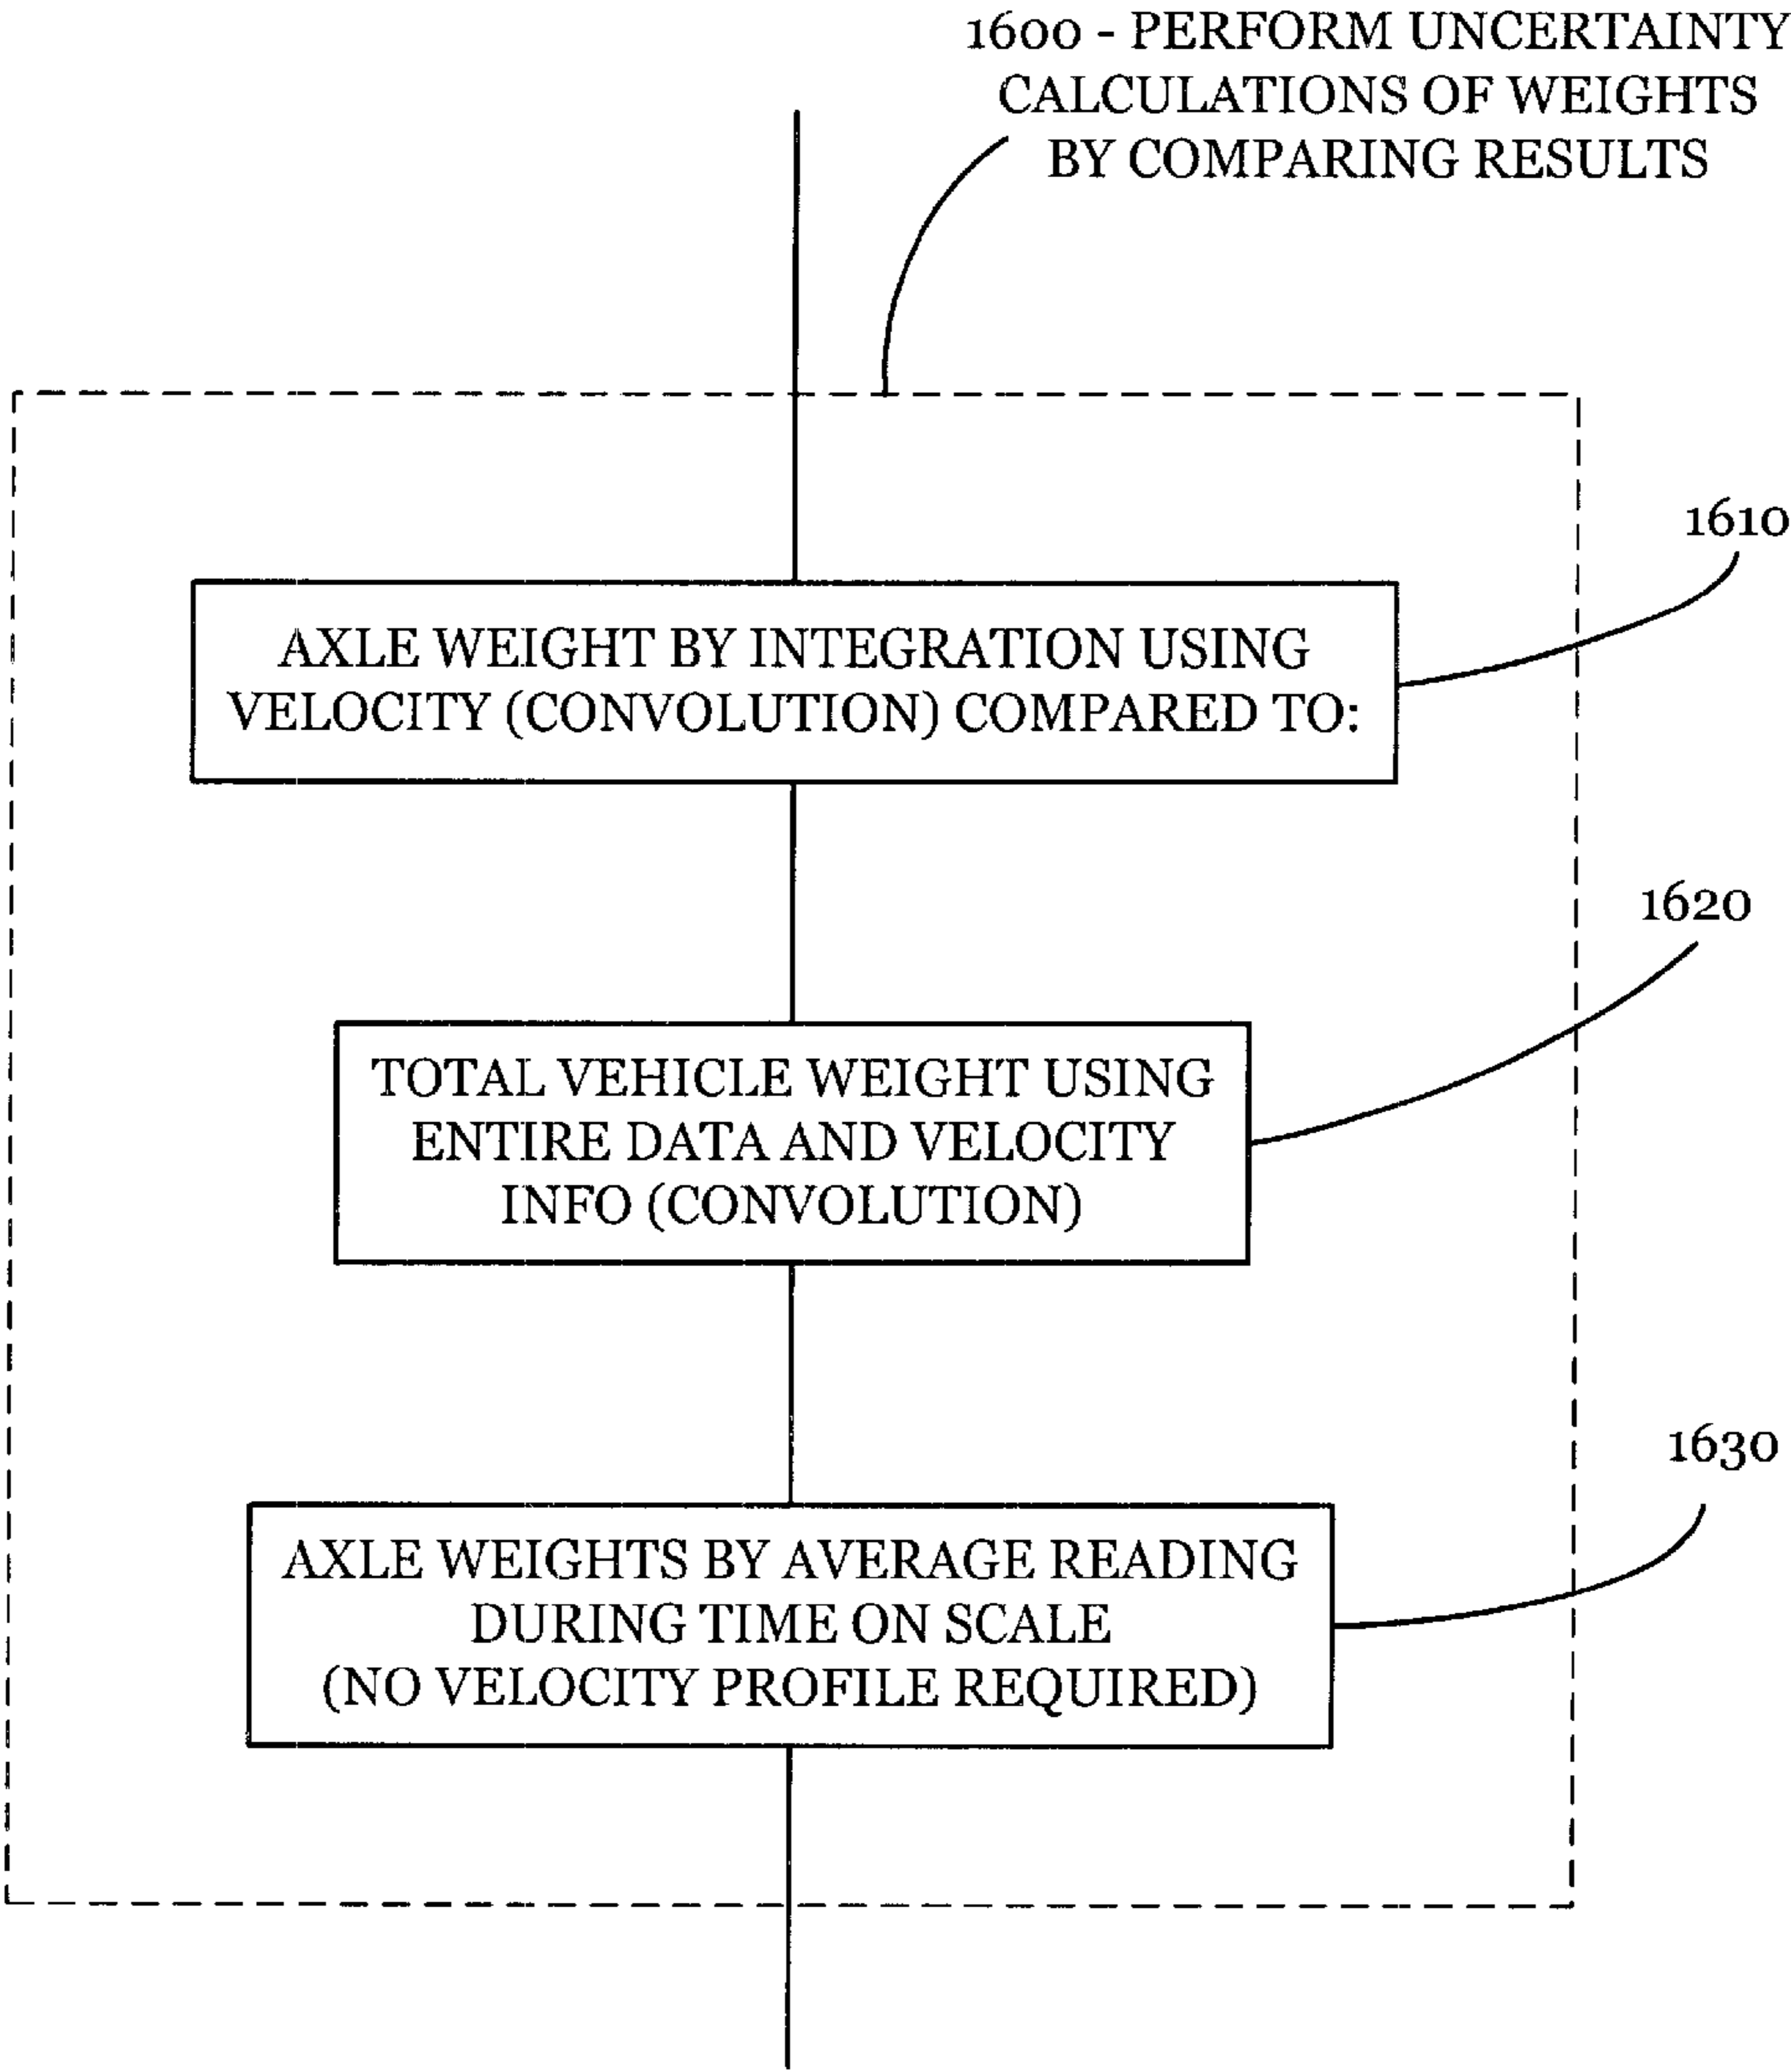 1600 - PERFORM UNCERTAINTY
CALCULATIONS OF WEIGHTS
BY COMPARING RESULTS
1610
AXLE WEIGHT BY INTEGRATION USING
VELOCITY (CONVOLUTION) COMPARED TO:
1620
TOTAL VEHICLE WEIGHT USING
ENTIRE DATA AND VELOCITY
INFO (CONVOLUTION)
1630
AXLE WEIGHTS BY AVERAGE READING
DURING TIME ON SCALE
(NO VELOCITY PROFILE REQUIRED)